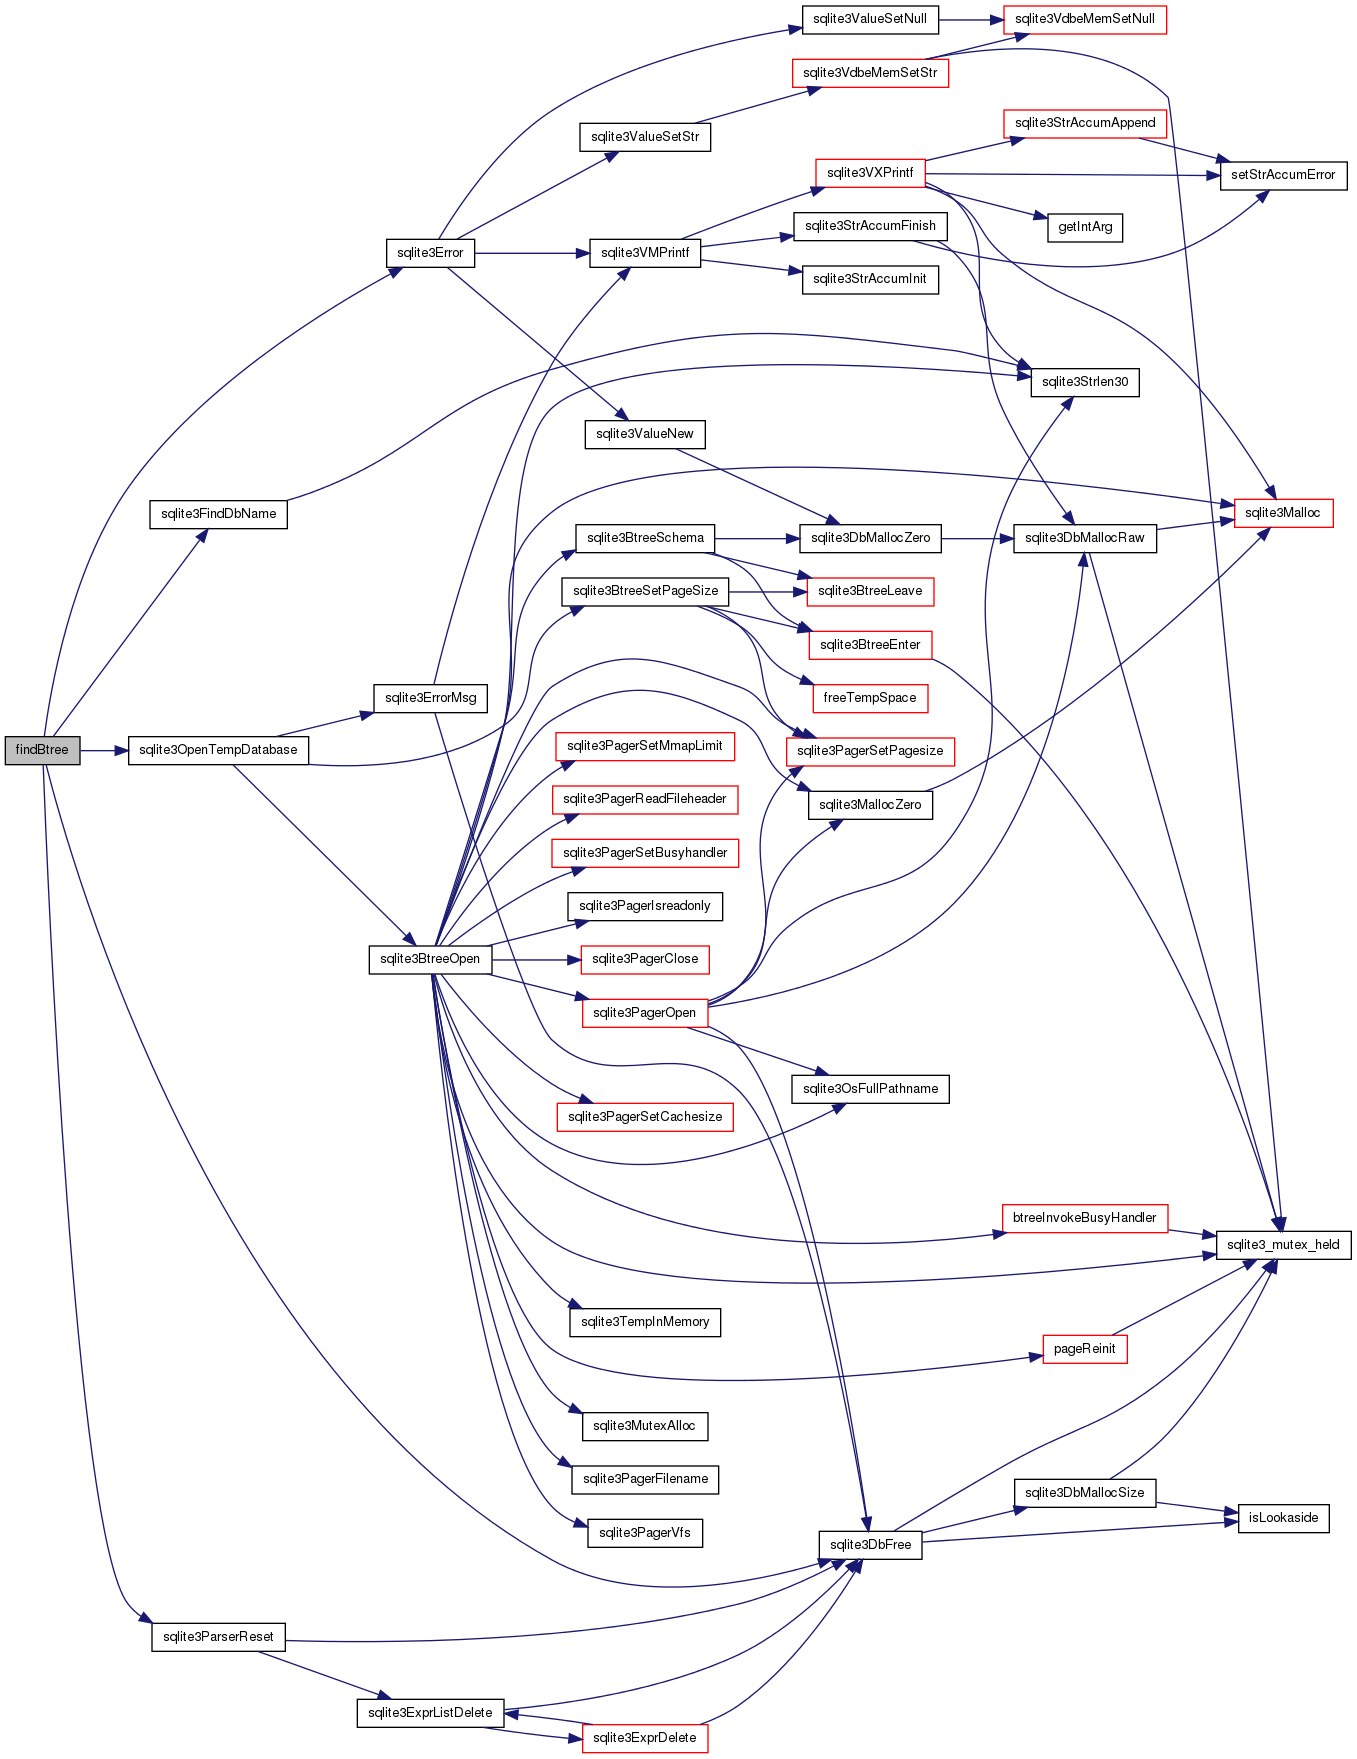 sqlite3ValueSetNull
sqlite3VdbeMemSetNull
sqlite3VdbeMemSetStr
sqlite3StrAccumAppend
sqlite3ValueSetStr
sqlite3VXPrintf
setStrAccumError
sqlite3StrAccumFinish
getIntArg
sqlite3Error
sqlite3VMPrintf
sqlite3StrAccumInit
sqlite3Strlen30
sqlite3ValueNew
sqlite3FindDbName
sqlite3Malloc
sqlite3BtreeSchema
sqlite3DbMallocZero
sqlite3DbMallocRaw
sqlite3BtreeSetPageSize
sqlite3BtreeLeave
sqlite3BtreeEnter
sqlite3ErrorMsg
freeTempSpace
findBtree
sqlite3OpenTempDatabase
sqlite3PagerSetMmapLimit
sqlite3PagerSetPagesize
sqlite3PagerReadFileheader
sqlite3MallocZero
sqlite3PagerSetBusyhandler
sqlite3PagerIsreadonly
sqlite3BtreeOpen
sqlite3PagerClose
sqlite3PagerOpen
sqlite3OsFullPathname
sqlite3PagerSetCachesize
btreeInvokeBusyHandler
sqlite3_mutex_held
sqlite3TempInMemory
pageReinit
sqlite3MutexAlloc
sqlite3PagerFilename
sqlite3DbMallocSize
isLookaside
sqlite3PagerVfs
sqlite3DbFree
sqlite3ParserReset
sqlite3ExprListDelete
sqlite3ExprDelete